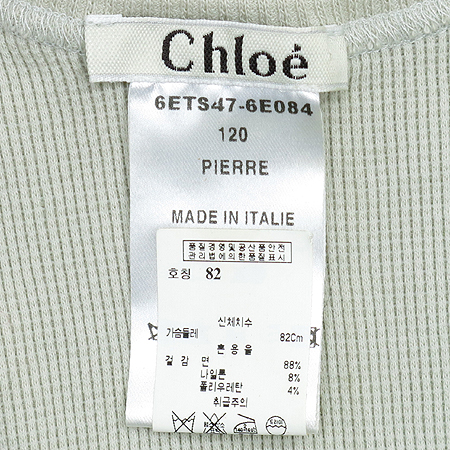 Chloé
6ETS47-6E084
120
PIERRE
MADE IN ITALIE
품질경영및공산품안전
관리법에의한품질표시
호칭 82
신체치수
가슴둘레 82Cm
혼용율
겉감 면 88%
나일론 8%
폴리우레탄 4%
취급주의